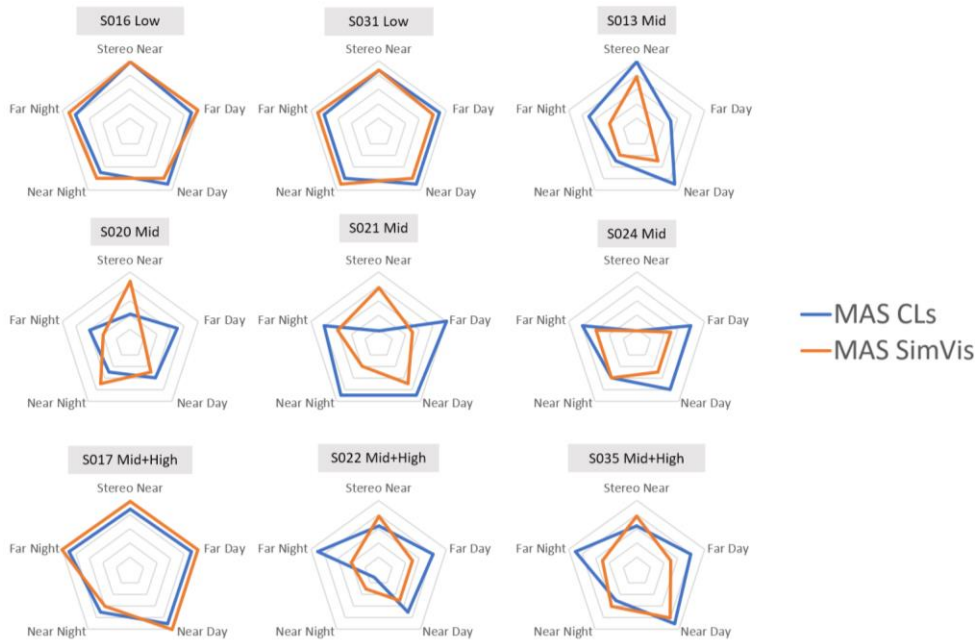 S016 Low
Stereo Near
Far Night
Far Day
Near Night
Near Day
S031 Low
Stereo Near
Far Night
Far Day
Near Night
Near Day
S013 Mid
Stereo Near
Far Night
Far Day
Near Night
Near Day
S020 Mid
Stereo Near
Far Night
Far Day
Near Night
Near Day
S021 Mid
Stereo Near
Far Night
Far Day
Near Night
Near Day
S024 Mid
Stereo Near
Far Night
Far Day
Near Night
Near Day
MAS CLs
MAS SimVis
S017 Mid+High
Stereo Near
Far Night
Far Day
Near Night
Near Day
S022 Mid+High
Stereo Near
Far Night
Far Day
Near Night
Near Day
S035 Mid+High
Stereo Near
Far Night
Far Day
Near Night
Near Day